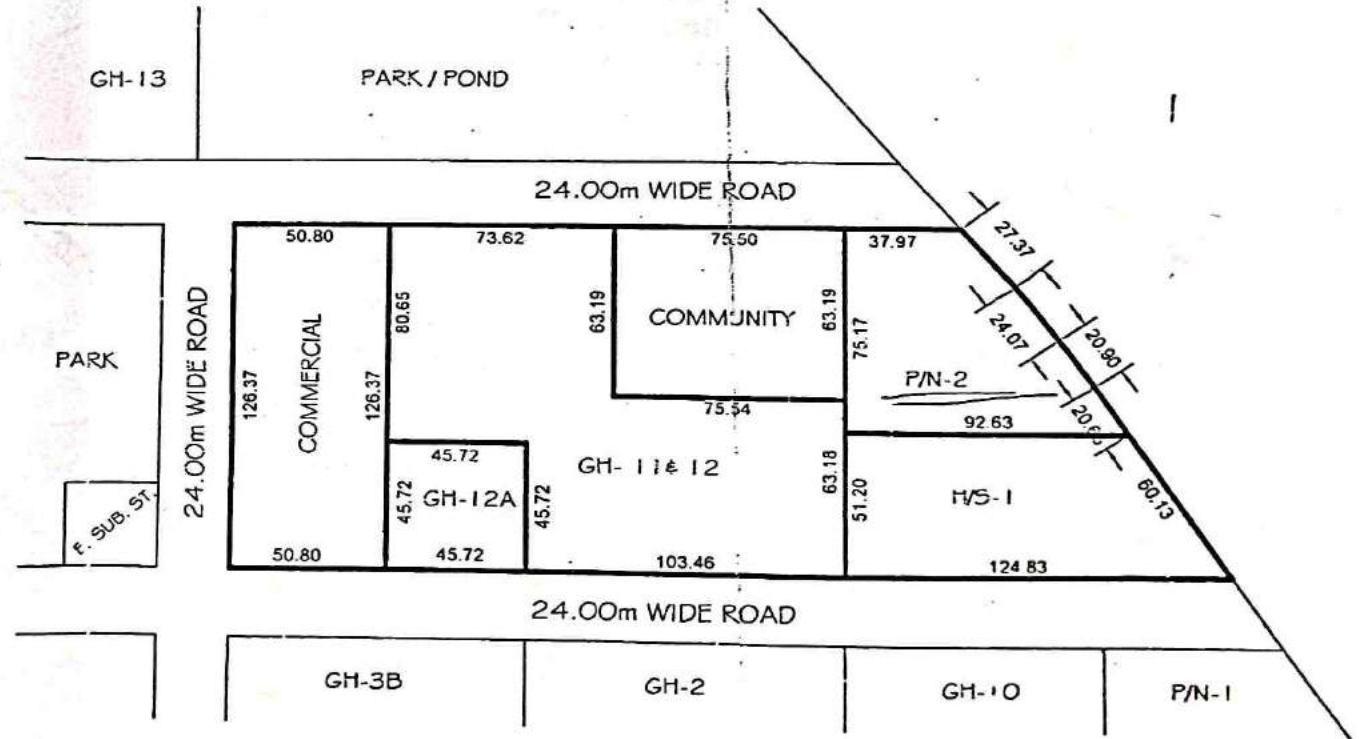 GH-13
PARK / POND
24.00m WIDE ROAD
50.80
73.62
75.50
37.97
27.37
PARK
24.00m WIDE ROAD
126.37
COMMERCIAL
126.37
80.65
63.19
COMMUNITY
63.19
75.17
24.07
20.90
P/N-2
75.54
92.63
45.72
GH- 11& 12
63.18
GH-12A
45.72
45.72
51.20
H/S-1
60.13
E. SUB. ST.
50.80
45.72
103.46
124.83
24.00m WIDE ROAD
GH-3B
GH-2
GH-10
P/N-1